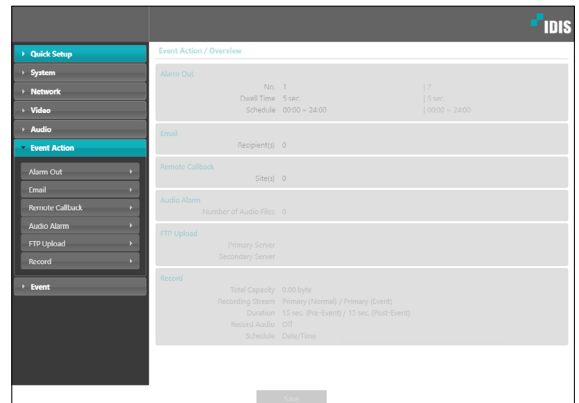 IDIS
Quick Setup
System
Network
Video
Audio
Event Action
Alarm Out
Email
Remote Callback
Audio Alarm
FTP Upload
Record
Event
Event Action / Overview
Alarm Out
No. 1 | 2
Dwell Time 5 sec. | 5 sec.
Schedule 00:00 ~ 24:00 | 00:00 ~ 24:00
Email
Recipient(s) 0
Remote Callback
Site(s) 0
Audio Alarm
Number of Audio Files 0
FTP Upload
Primary Server
Secondary Server
Record
Total Capacity 0.00 byte
Recording Stream Primary (Normal) / Primary (Event)
Duration 15 sec. (Pre-Event) / 15 sec. (Post-Event)
Record Audio Off
Schedule Date/Time
Save